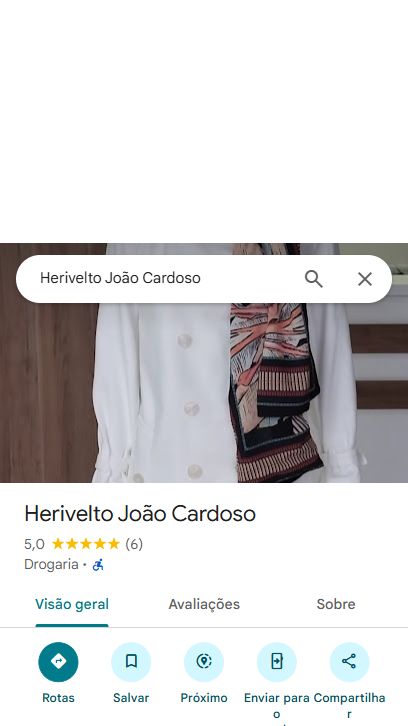 Herivelto João Cardoso
Herivelto João Cardoso
5,0 (6)
Drogaria ·
Visão geral Avaliações Sobre
Rotas Salvar Próximo Enviar para o Compartilhar